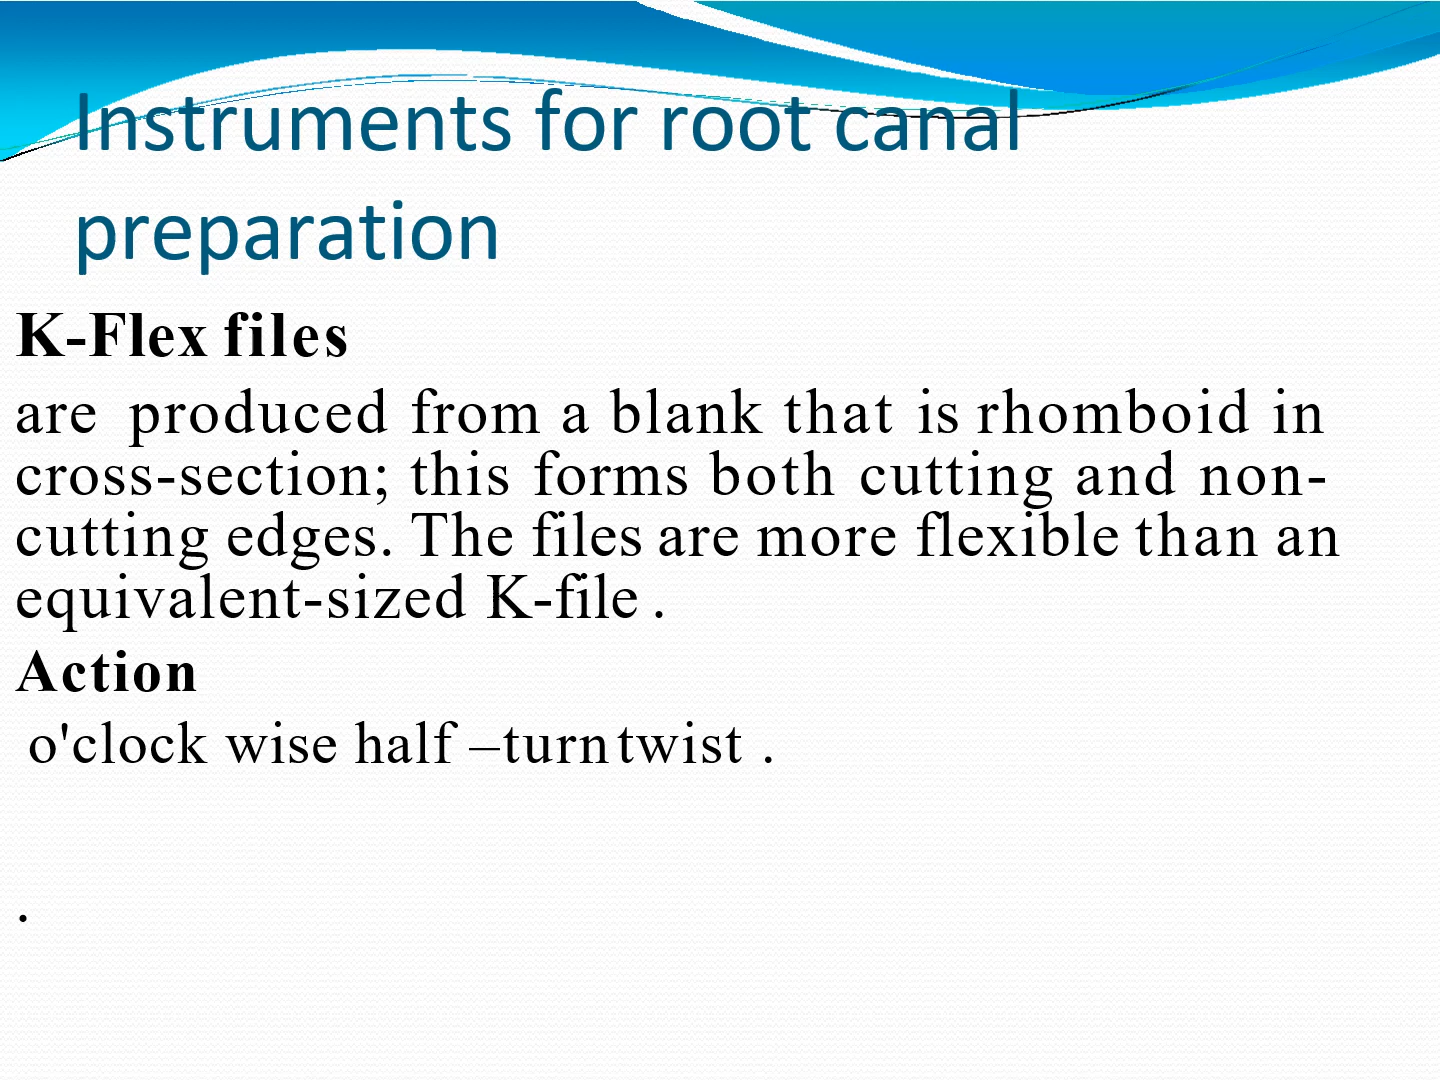 Instruments for root canal
preparation
K-Flex files
are produced from a blank that is rhomboid in
cross-section; this forms both cutting and non-
cutting edges. The files are more flexible than an
equivalent-sized K-file .
Action
o'clock wise half –turn twist .
.